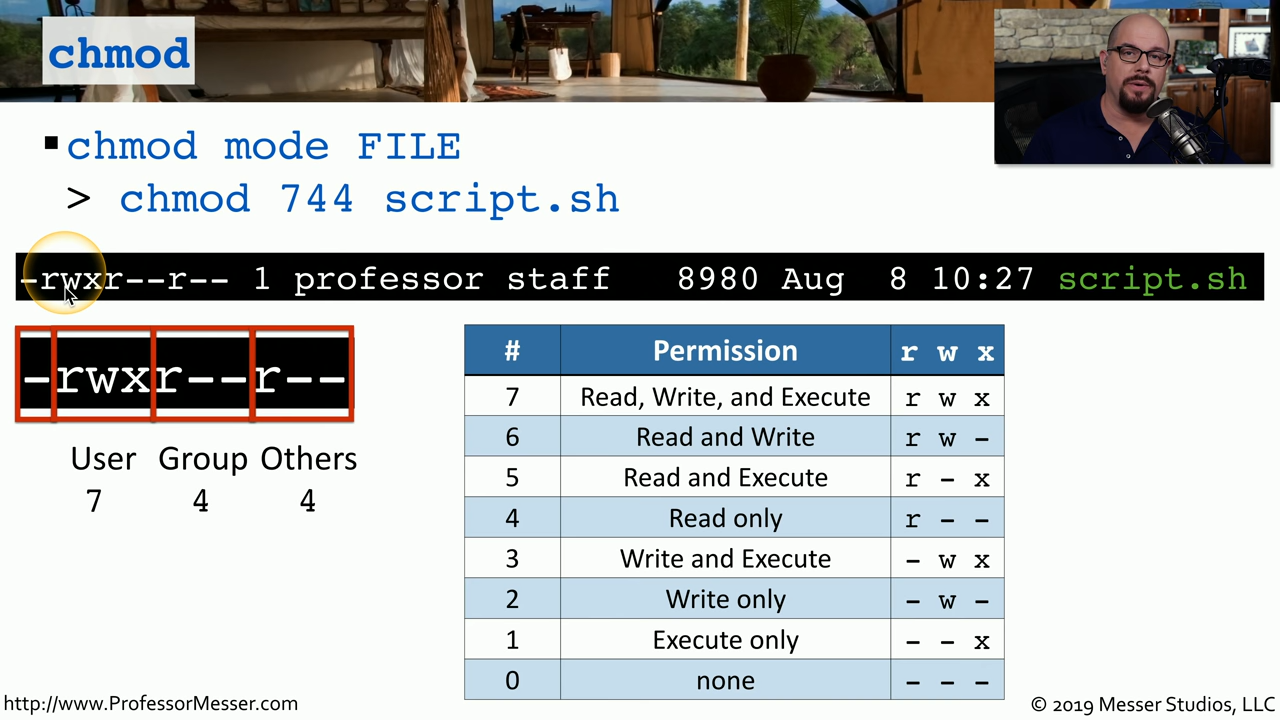 chmod
▪chmod mode FILE
> chmod 744 script.sh
-rwxr--r-- 1 professor staff 8980 Aug 8 10:27 script.sh
-rwxr--r--
User Group Others
7 4 4
# Permission r w x
7 Read, Write, and Execute r w x
6 Read and Write r w -
5 Read and Execute r - x
4 Read only r - -
3 Write and Execute - w x
2 Write only - w -
1 Execute only - - x
0 none - - -
http://www.ProfessorMesser.com
© 2019 Messer Studios, LLC